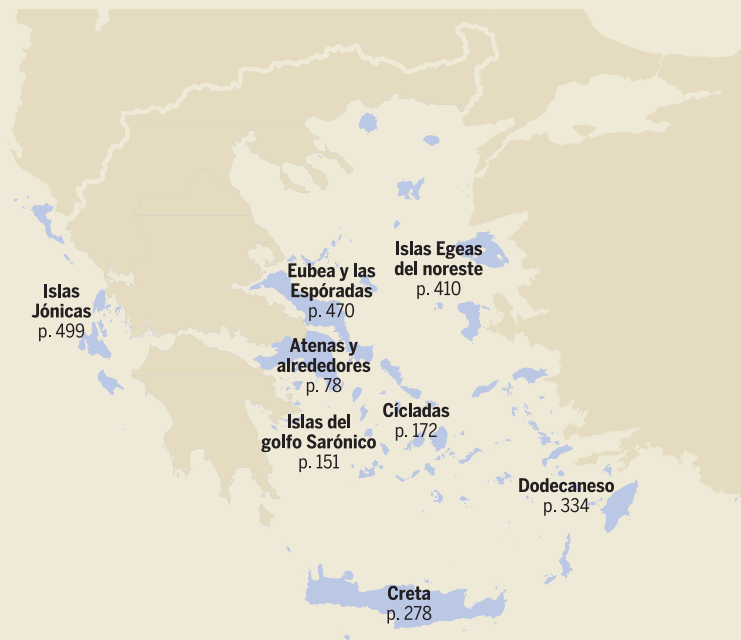 Islas Egeas
del noreste
p. 410
Eubea y las
Espóradas
p. 470
Islas
Jónicas
p. 499
Atenas y
alrededores
p. 78
Cícladas
p. 172
Islas del
golfo Sarónico
p. 151
Dodecaneso
p. 334
Creta
p. 278